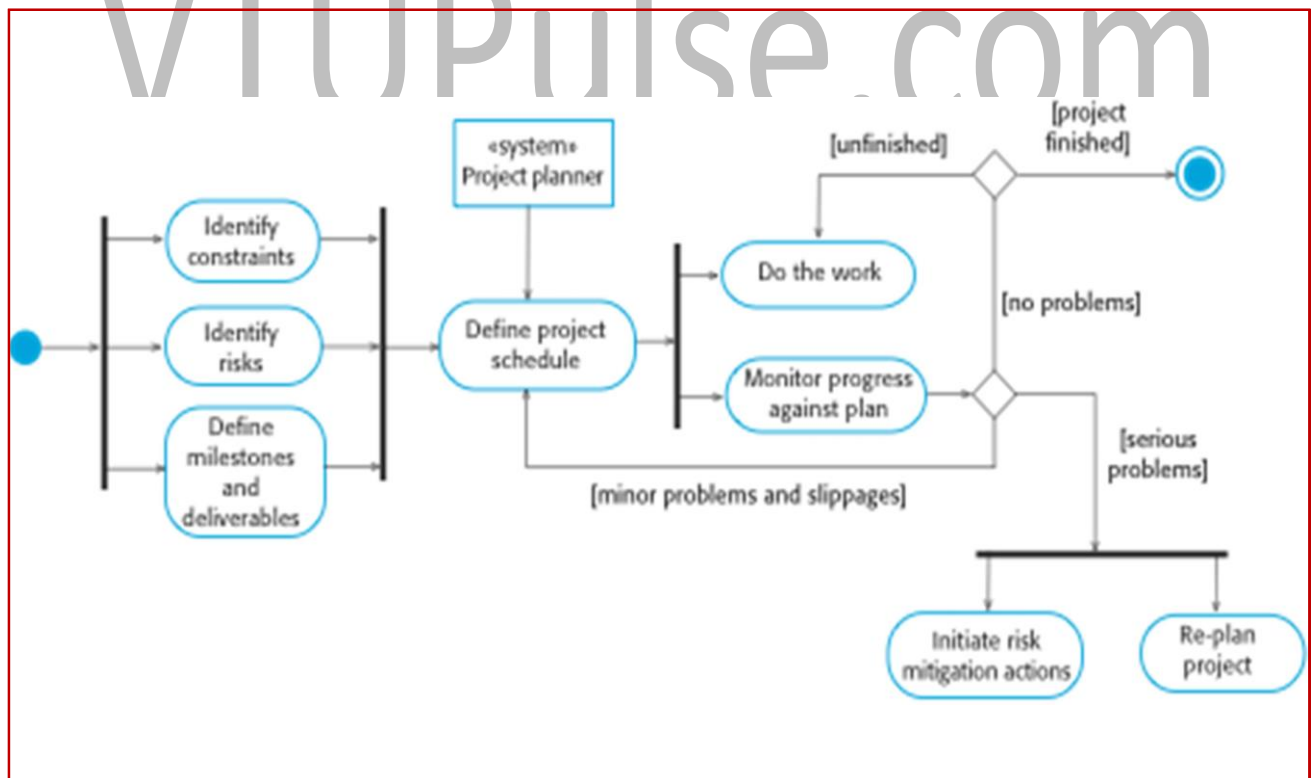 VTUPulse.com
[project
finished]
[unfinished]
«system»
Project planner
Identify
constraints
Do the work
[no problems]
Identify
risks
Define project
schedule
Monitor progress
against plan
Define
milestones
and
deliverables
[serious
problems]
[minor problems and slippages]
Initiate risk
mitigation actions
Re-plan
project